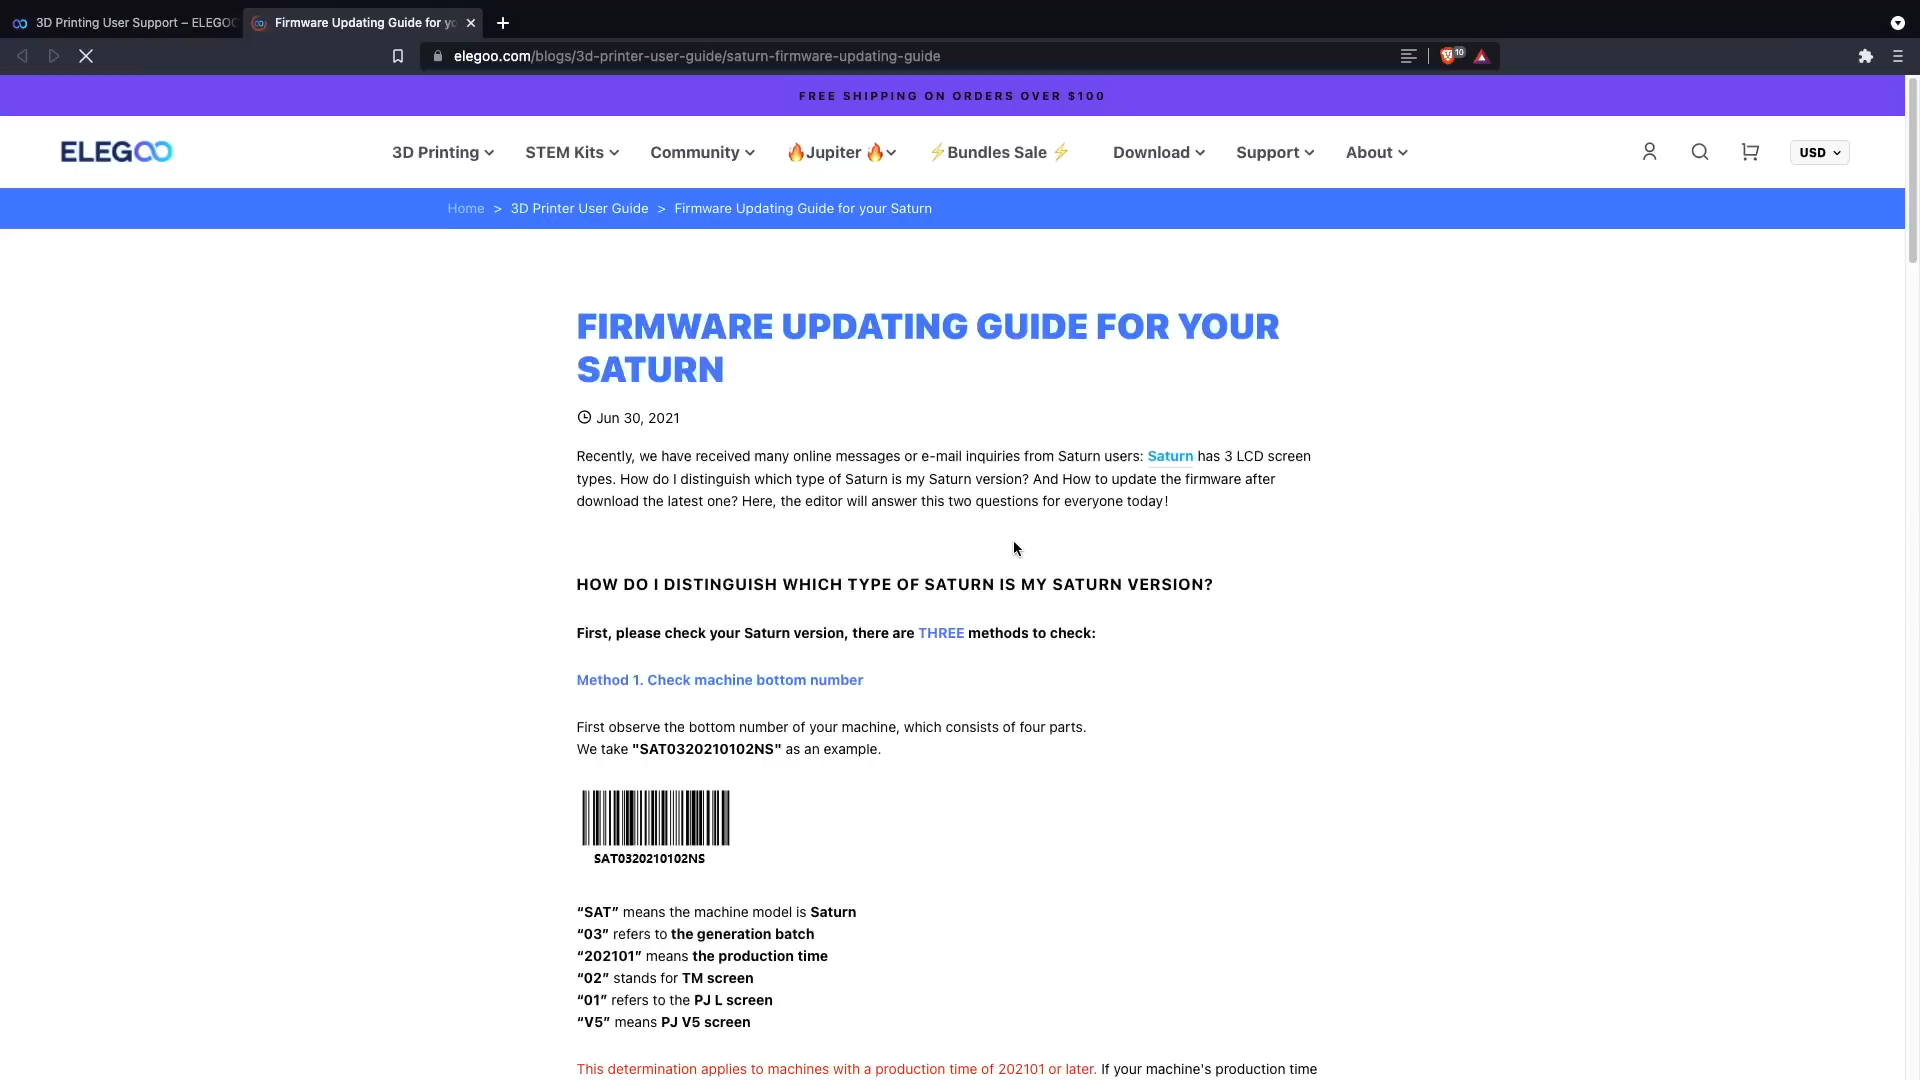 3D Printing User Support – ELEGO
Firmware Updating Guide for yo
elegoo.com/blogs/3d-printer-user-guide/saturn-firmware-updating-guide
10
FREE SHIPPING ON ORDERS OVER $100
ELEGOO
3D Printing
STEM Kits
Community
🔥Jupiter 🔥
⚡Bundles Sale ⚡
Download
Support
About
USD
Home > 3D Printer User Guide > Firmware Updating Guide for your Saturn
FIRMWARE UPDATING GUIDE FOR YOUR
SATURN
Jun 30, 2021
Recently, we have received many online messages or e-mail inquiries from Saturn users: Saturn has 3 LCD screen
types. How do I distinguish which type of Saturn is my Saturn version? And How to update the firmware after
download the latest one? Here, the editor will answer this two questions for everyone today!
HOW DO I DISTINGUISH WHICH TYPE OF SATURN IS MY SATURN VERSION?
First, please check your Saturn version, there are THREE methods to check:
Method 1. Check machine bottom number
First observe the bottom number of your machine, which consists of four parts.
We take "SAT0320210102NS" as an example.
SAT0320210102NS
“SAT” means the machine model is Saturn
“03” refers to the generation batch
“202101” means the production time
“02” stands for TM screen
“01” refers to the PJ L screen
“V5” means PJ V5 screen
This determination applies to machines with a production time of 202101 or later. If your machine's production time